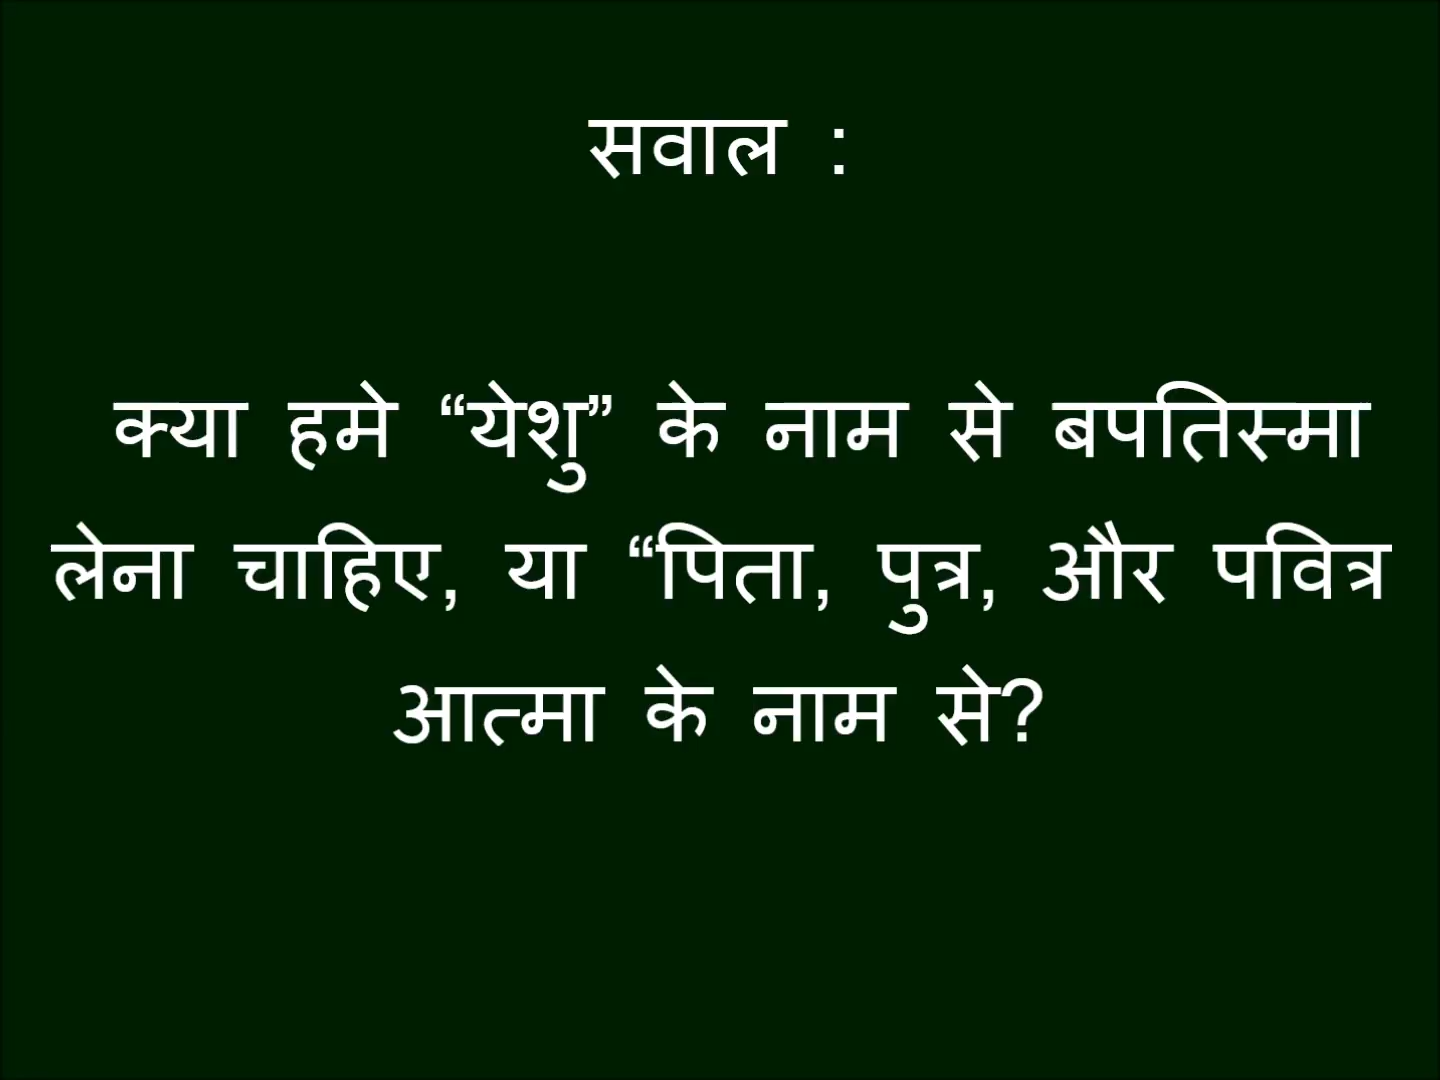 सवाल :
क्या हमे “येशु” के नाम से बपतिस्मा
लेना चाहिए, या “पिता, पुत्र, और पवित्र
आत्मा के नाम से?